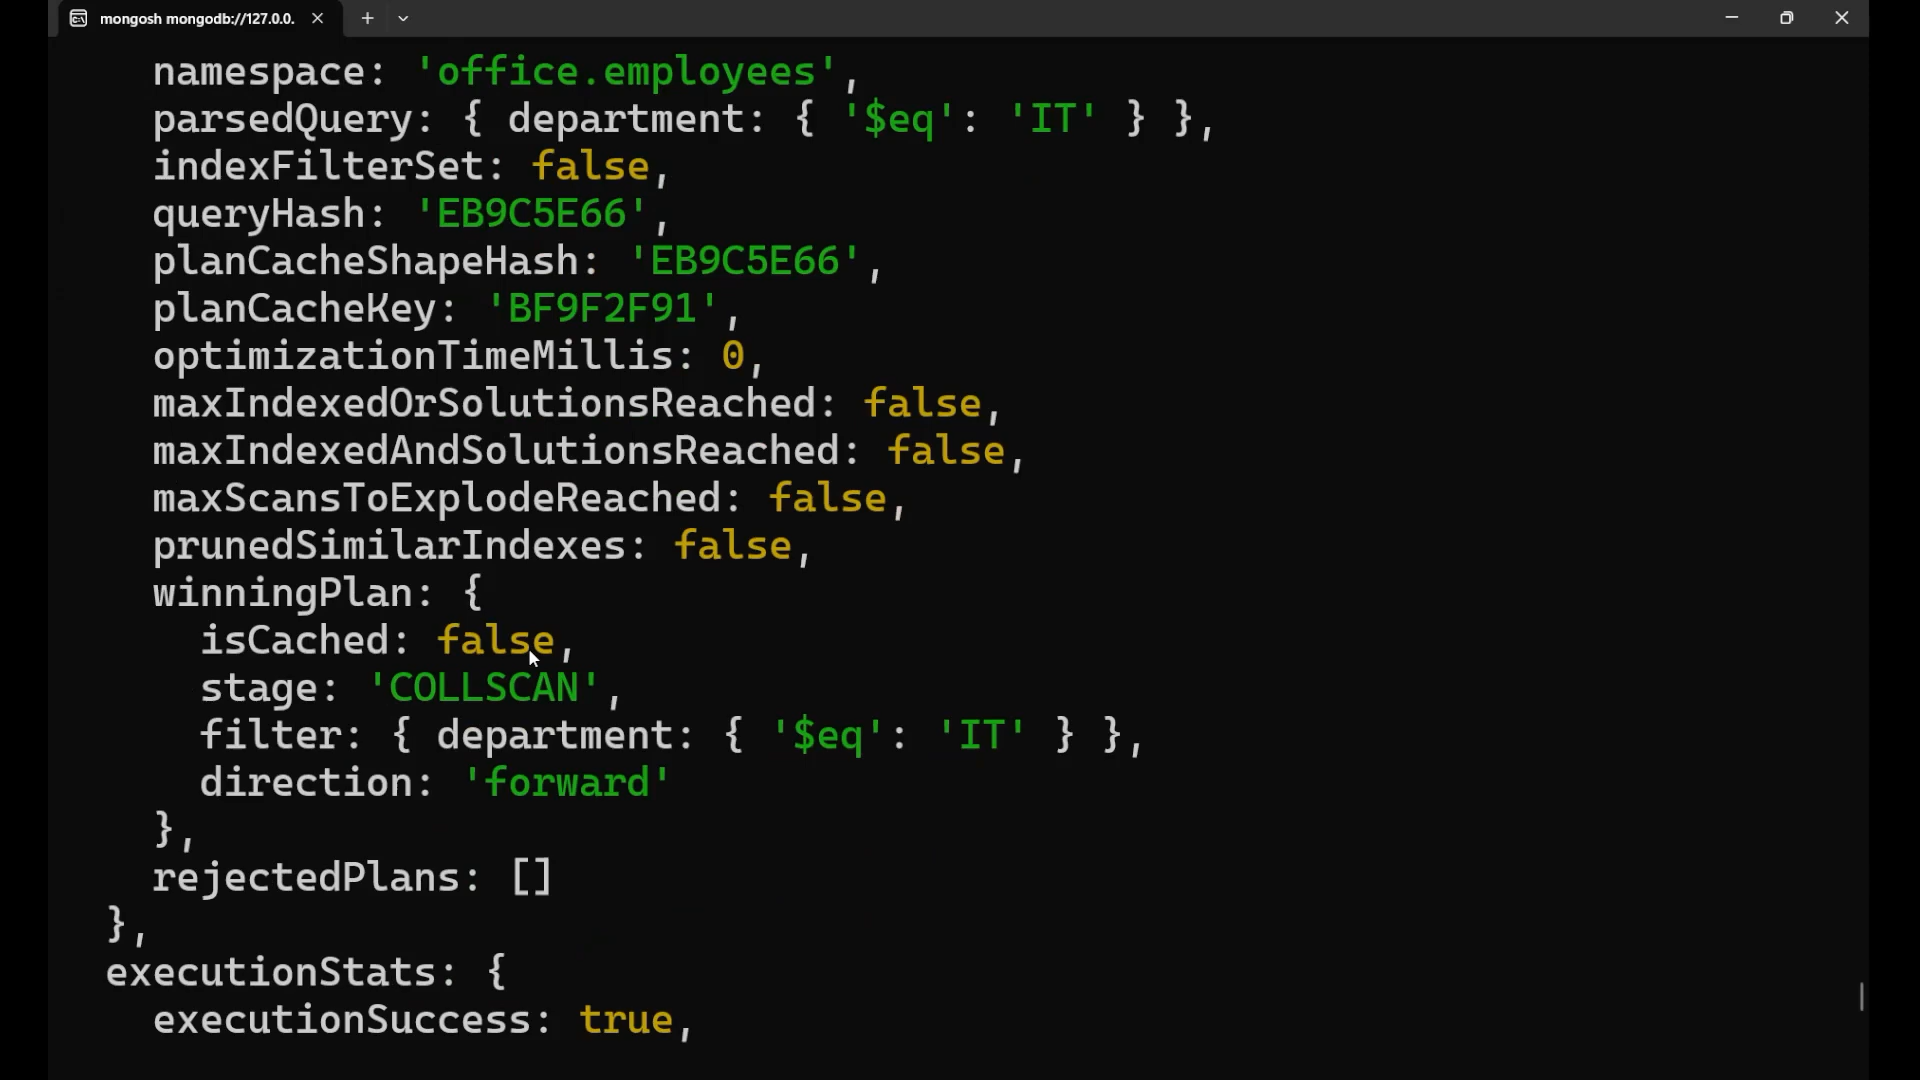 mongosh mongodb://127.0.0.
namespace: 'office.employees',
parsedQuery: { department: { '$eq': 'IT' } },
indexFilterSet: false,
queryHash: 'EB9C5E66',
planCacheShapeHash: 'EB9C5E66',
planCacheKey: 'BF9F2F91',
optimizationTimeMillis: 0,
maxIndexedOrSolutionsReached: false,
maxIndexedAndSolutionsReached: false,
maxScansToExplodeReached: false,
prunedSimilarIndexes: false,
winningPlan: {
isCached: false,
stage: 'COLLSCAN',
filter: { department: { '$eq': 'IT' } },
direction: 'forward'
},
rejectedPlans: []
},
executionStats: {
executionSuccess: true,